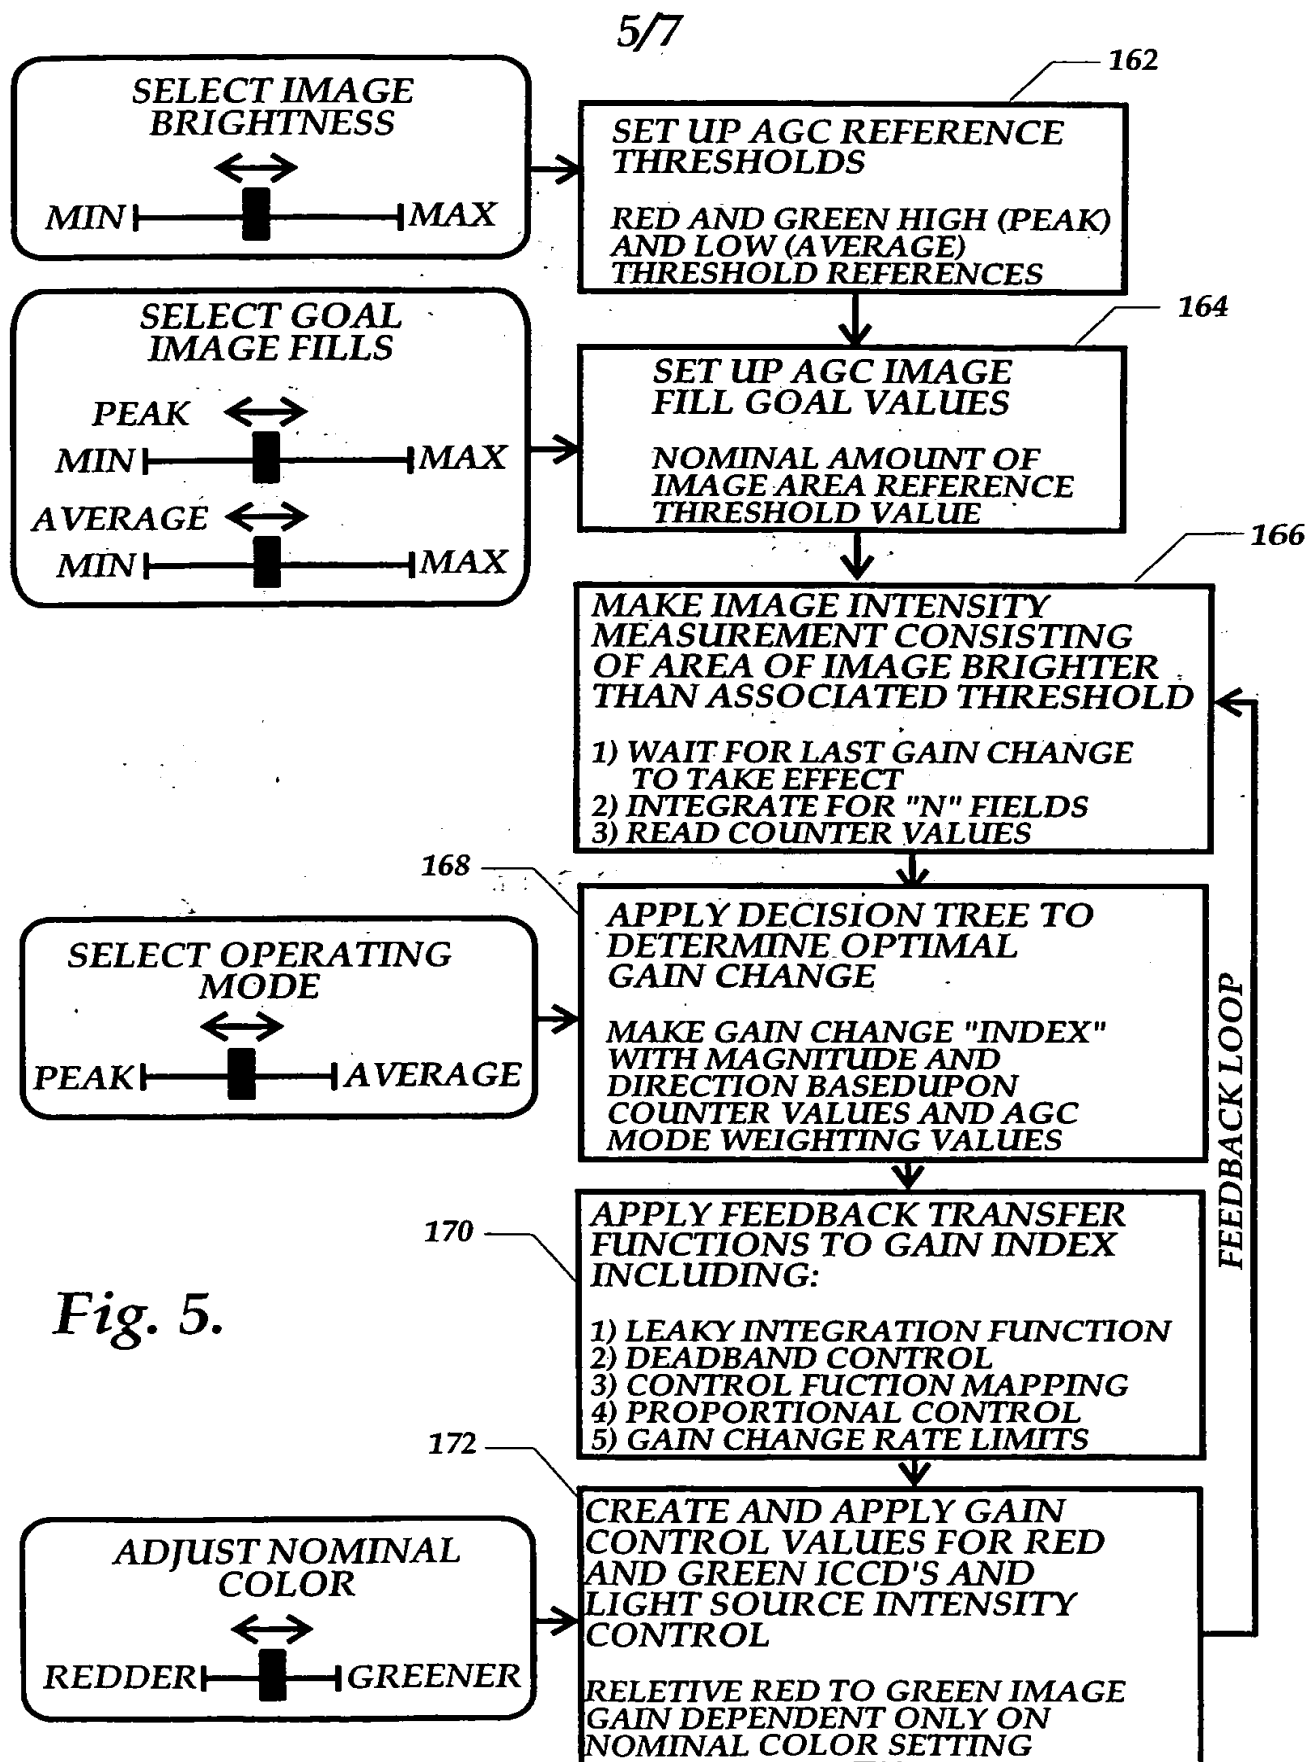 5/7
SELECT IMAGE
BRIGHTNESS
MIN MAX
162
SET UP AGC REFERENCE
THRESHOLDS
RED AND GREEN HIGH (PEAK)
AND LOW (AVERAGE)
THRESHOLD REFERENCES
SELECT GOAL
IMAGE FILLS
PEAK
MIN MAX
AVERAGE
MIN MAX
164
SET UP AGC IMAGE
FILL GOAL VALUES
NOMINAL AMOUNT OF
IMAGE AREA REFERENCE
THRESHOLD VALUE
166
MAKE IMAGE INTENSITY
MEASUREMENT CONSISTING
OF AREA OF IMAGE BRIGHTER
THAN ASSOCIATED THRESHOLD
1) WAIT FOR LAST GAIN CHANGE
TO TAKE EFFECT
2) INTEGRATE FOR "N" FIELDS
3) READ COUNTER VALUES
168
SELECT OPERATING
MODE
PEAK AVERAGE
APPLY DECISION TREE TO
DETERMINE OPTIMAL
GAIN CHANGE
MAKE GAIN CHANGE "INDEX"
WITH MAGNITUDE AND
DIRECTION BASEDUPON
COUNTER VALUES AND AGC
MODE WEIGHTING VALUES
FEEDBACK LOOP
170
APPLY FEEDBACK TRANSFER
FUNCTIONS TO GAIN INDEX
INCLUDING:
1) LEAKY INTEGRATION FUNCTION
2) DEADBAND CONTROL
3) CONTROL FUCTION MAPPING
4) PROPORTIONAL CONTROL
5) GAIN CHANGE RATE LIMITS
Fig. 5.
172
ADJUST NOMINAL
COLOR
REDDER GREENER
CREATE AND APPLY GAIN
CONTROL VALUES FOR RED
AND GREEN ICCD'S AND
LIGHT SOURCE INTENSITY
CONTROL
RELETIVE RED TO GREEN IMAGE
GAIN DEPENDENT ONLY ON
NOMINAL COLOR SETTING